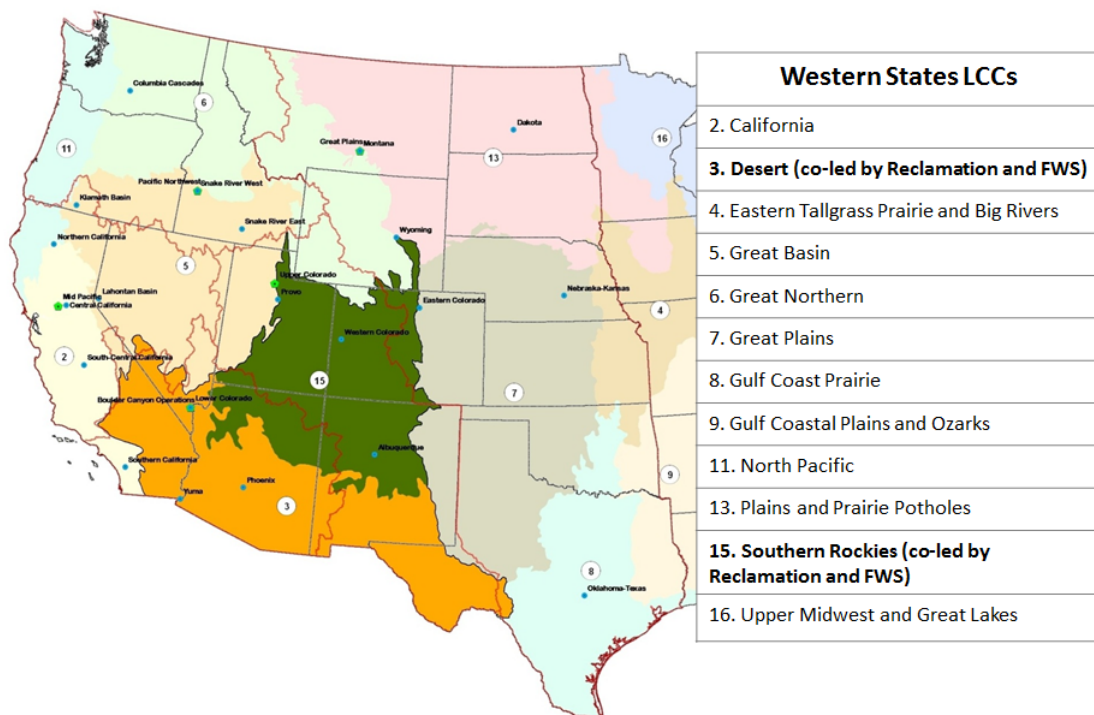 Columbia Cascades
6
Dakota
16
Great Plains
Montana
13
11
Pacific Northwest
Snake River West
Klamath Basin
Snake River East
Northern California
Wyoming
5
Upper Colorado
Provo
Lahontan Basin
Mid Pacific
Central California
Eastern Colorado
Nebraska-Kansas
4
Western Colorado
2
South-Central California
15
7
Boulder Canyon Operations
Lower Colorado
Albuquerque
Southern California
9
Phoenix
Yuma
3
8
Oklahoma-Texas
Western States LCCs
2. California
3. Desert (co-led by Reclamation and FWS)
4. Eastern Tallgrass Prairie and Big Rivers
5. Great Basin
6. Great Northern
7. Great Plains
8. Gulf Coast Prairie
9. Gulf Coastal Plains and Ozarks
11. North Pacific
13. Plains and Prairie Potholes
15. Southern Rockies (co-led by
Reclamation and FWS)
16. Upper Midwest and Great Lakes